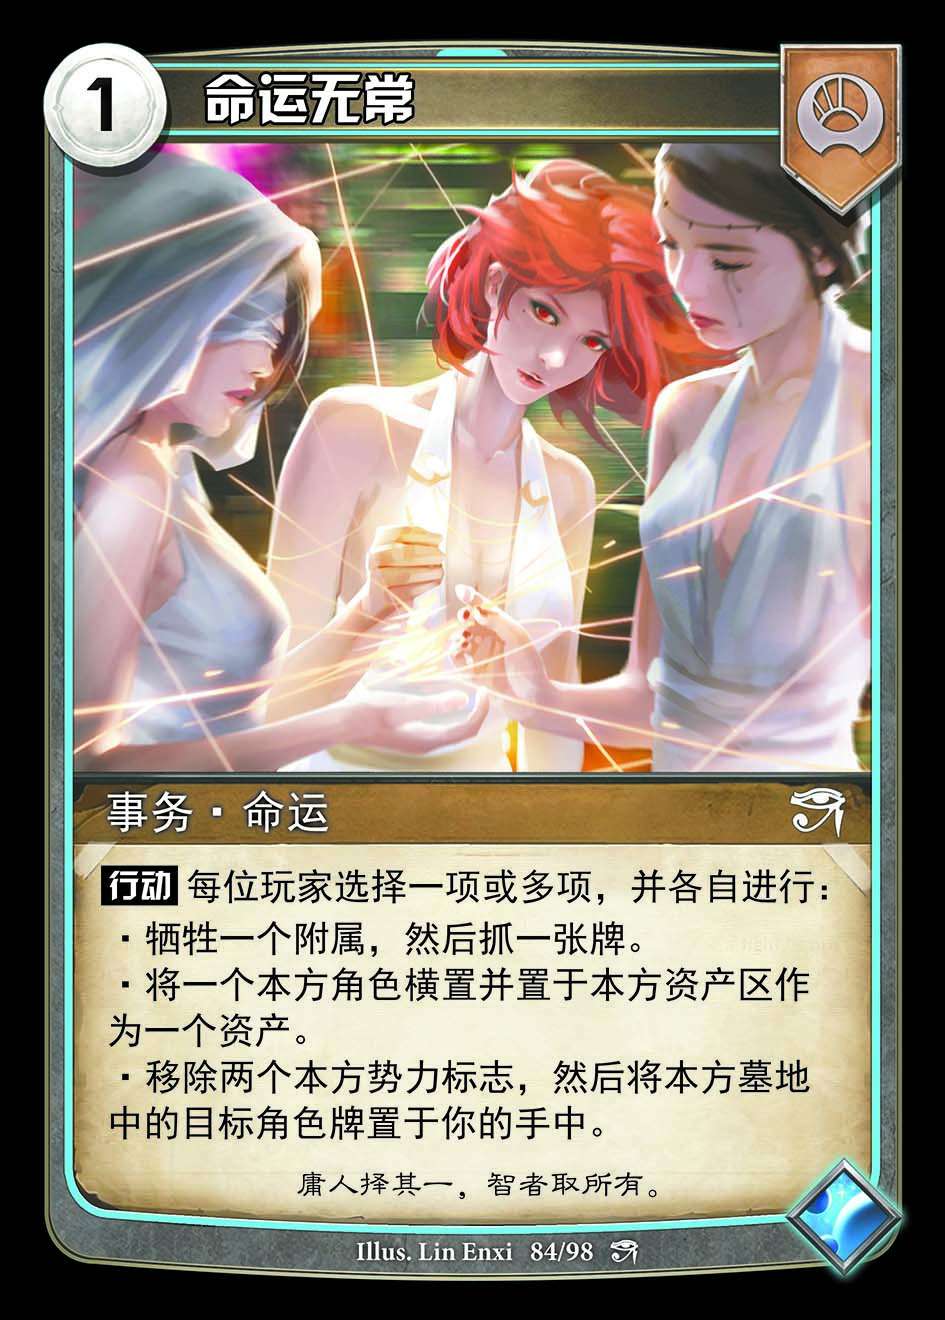 1
命运无常
事务·命运
行动 每位玩家选择一项或多项，并各自进行：
·牺牲一个附属，然后抓一张牌。
·将一个本方角色横置并置于本方资产区作
为一个资产。
·移除两个本方势力标志，然后将本方墓地
中的目标角色牌置于你的手中。
庸人择其一，智者取所有。
Illus. Lin Enxi 84/98